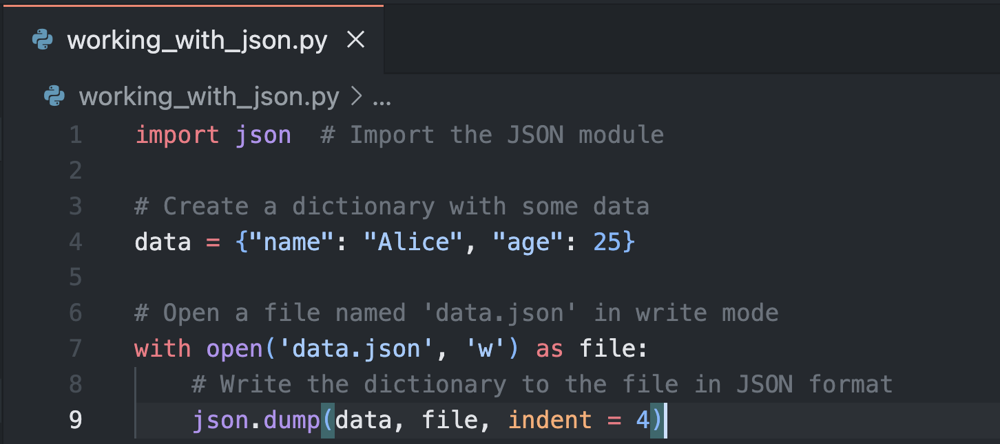 working_with_json.py
working_with_json.py > ...
1 import json  # Import the JSON module
2
3 # Create a dictionary with some data
4 data = {"name": "Alice", "age": 25}
5
6 # Open a file named 'data.json' in write mode
7 with open('data.json', 'w') as file:
8     # Write the dictionary to the file in JSON format
9     json.dump(data, file, indent = 4)